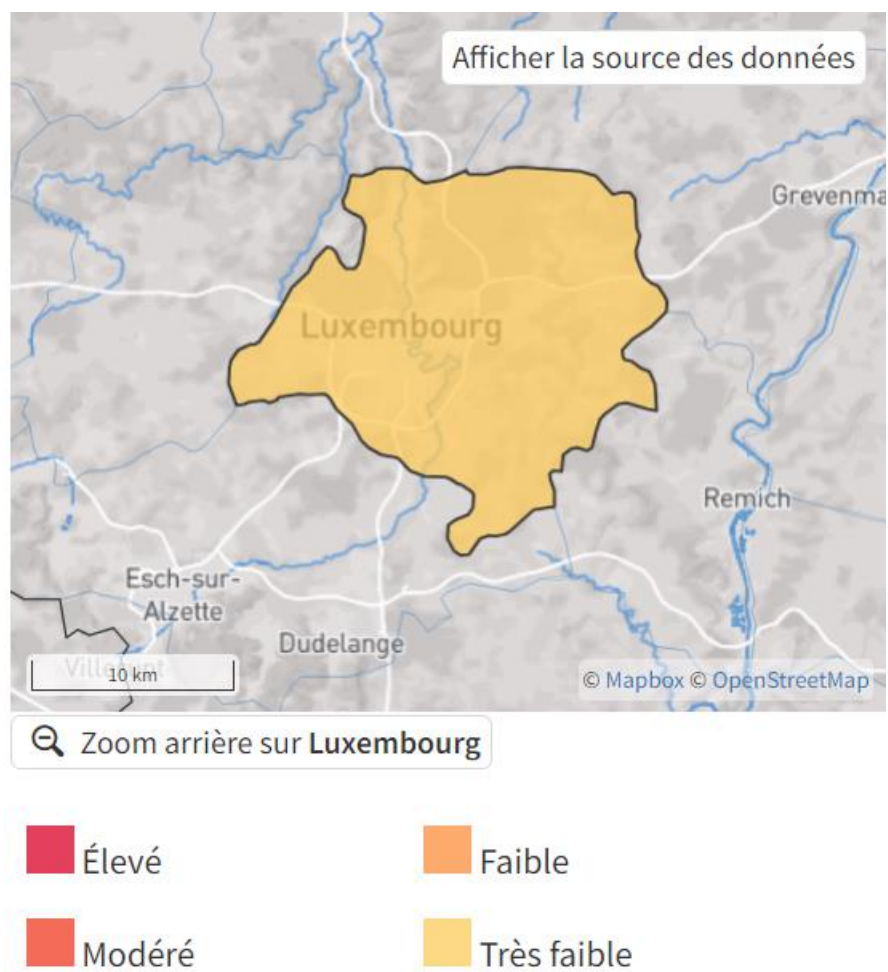 Afficher la source des données
Grevenma
Luxembourg
Remich
Esch-sur-
Alzette
Dudelange
10 km
© Mapbox © OpenStreetMap
Zoom arrière sur Luxembourg
Élevé
Faible
Modéré
Très faible